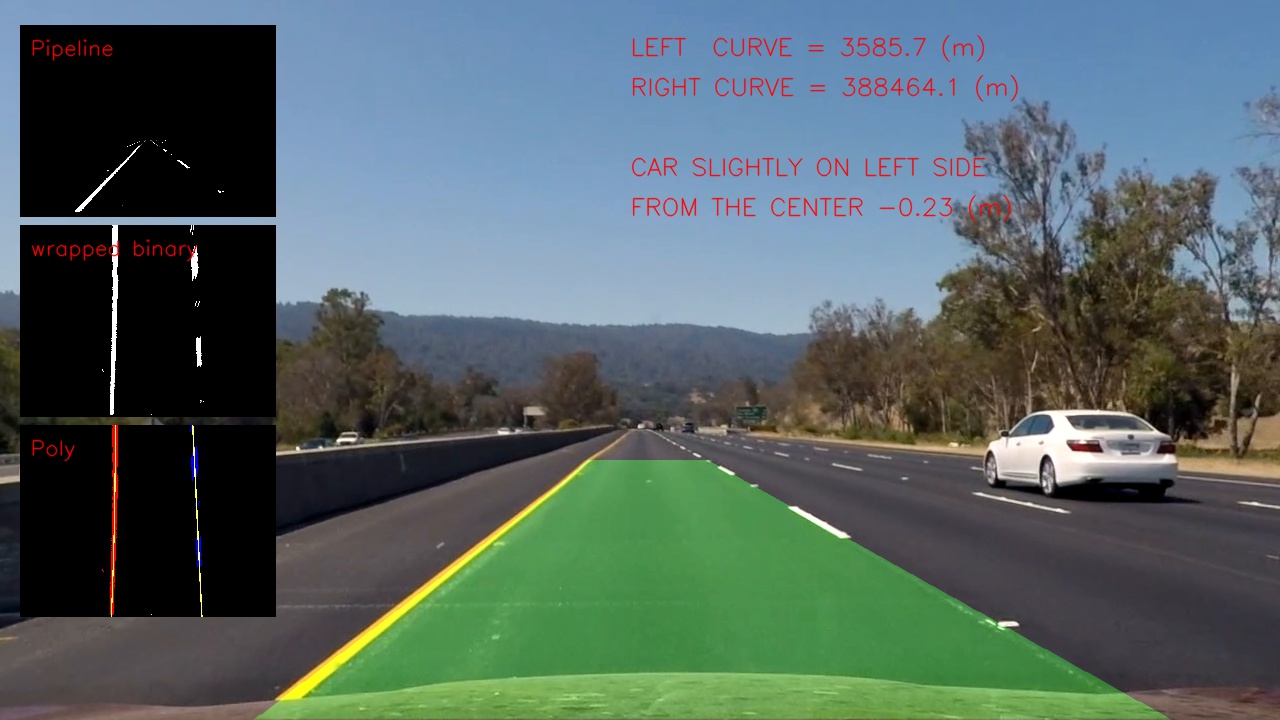 Pipeline
wrapped binary
Poly
LEFT CURVE = 3585.7 (m)
RIGHT CURVE = 388464.1 (m)
CAR SLIGHTLY ON LEFT SIDE
FROM THE CENTER −0.23 (m)